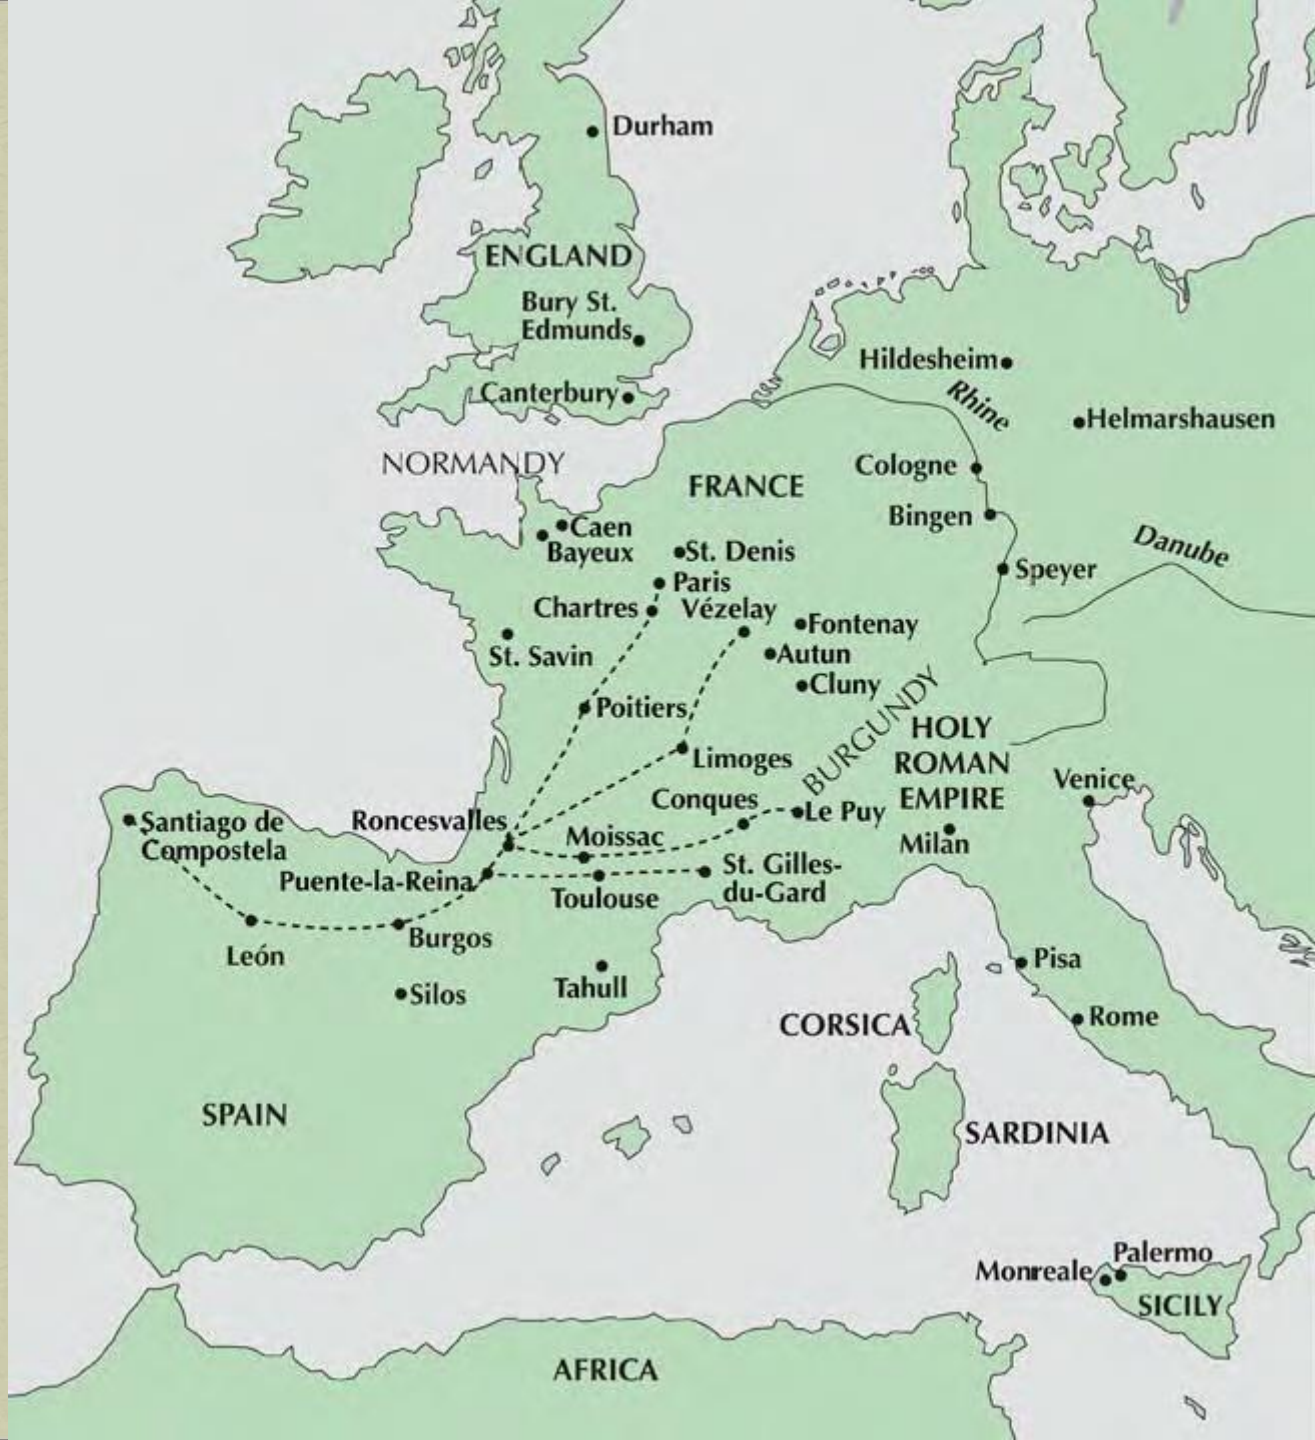 Durham
ENGLAND
Bury St.
Edmunds
Hildesheim
Canterbury
Rhine
Helmarshausen
NORMANDY
Cologne
FRANCE
Bingen
Caen
Bayeux
St. Denis
Danube
Speyer
Paris
Chartres
Vézelay
Fontenay
St. Savin
Autun
Cluny
Poitiers
BURGUNDY
HOLY
ROMAN
EMPIRE
Limoges
Venice
Conques
Le Puy
Santiago de
Compostela
Roncesvalles
Moissac
Milan
Puente-la-Reina
St. Gilles-
du-Gard
Toulouse
Burgos
León
Pisa
Tahull
Silos
CORSICA
Rome
SPAIN
SARDINIA
Palermo
Monreale
SICILY
AFRICA